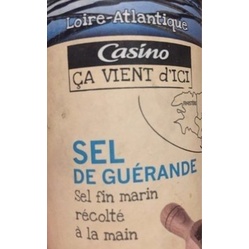 Loire-Atlantique
Casino
ÇA VIENT d'ICI
SEL
DE GUÉRANDE
Sel fin marin
récolté
à la main